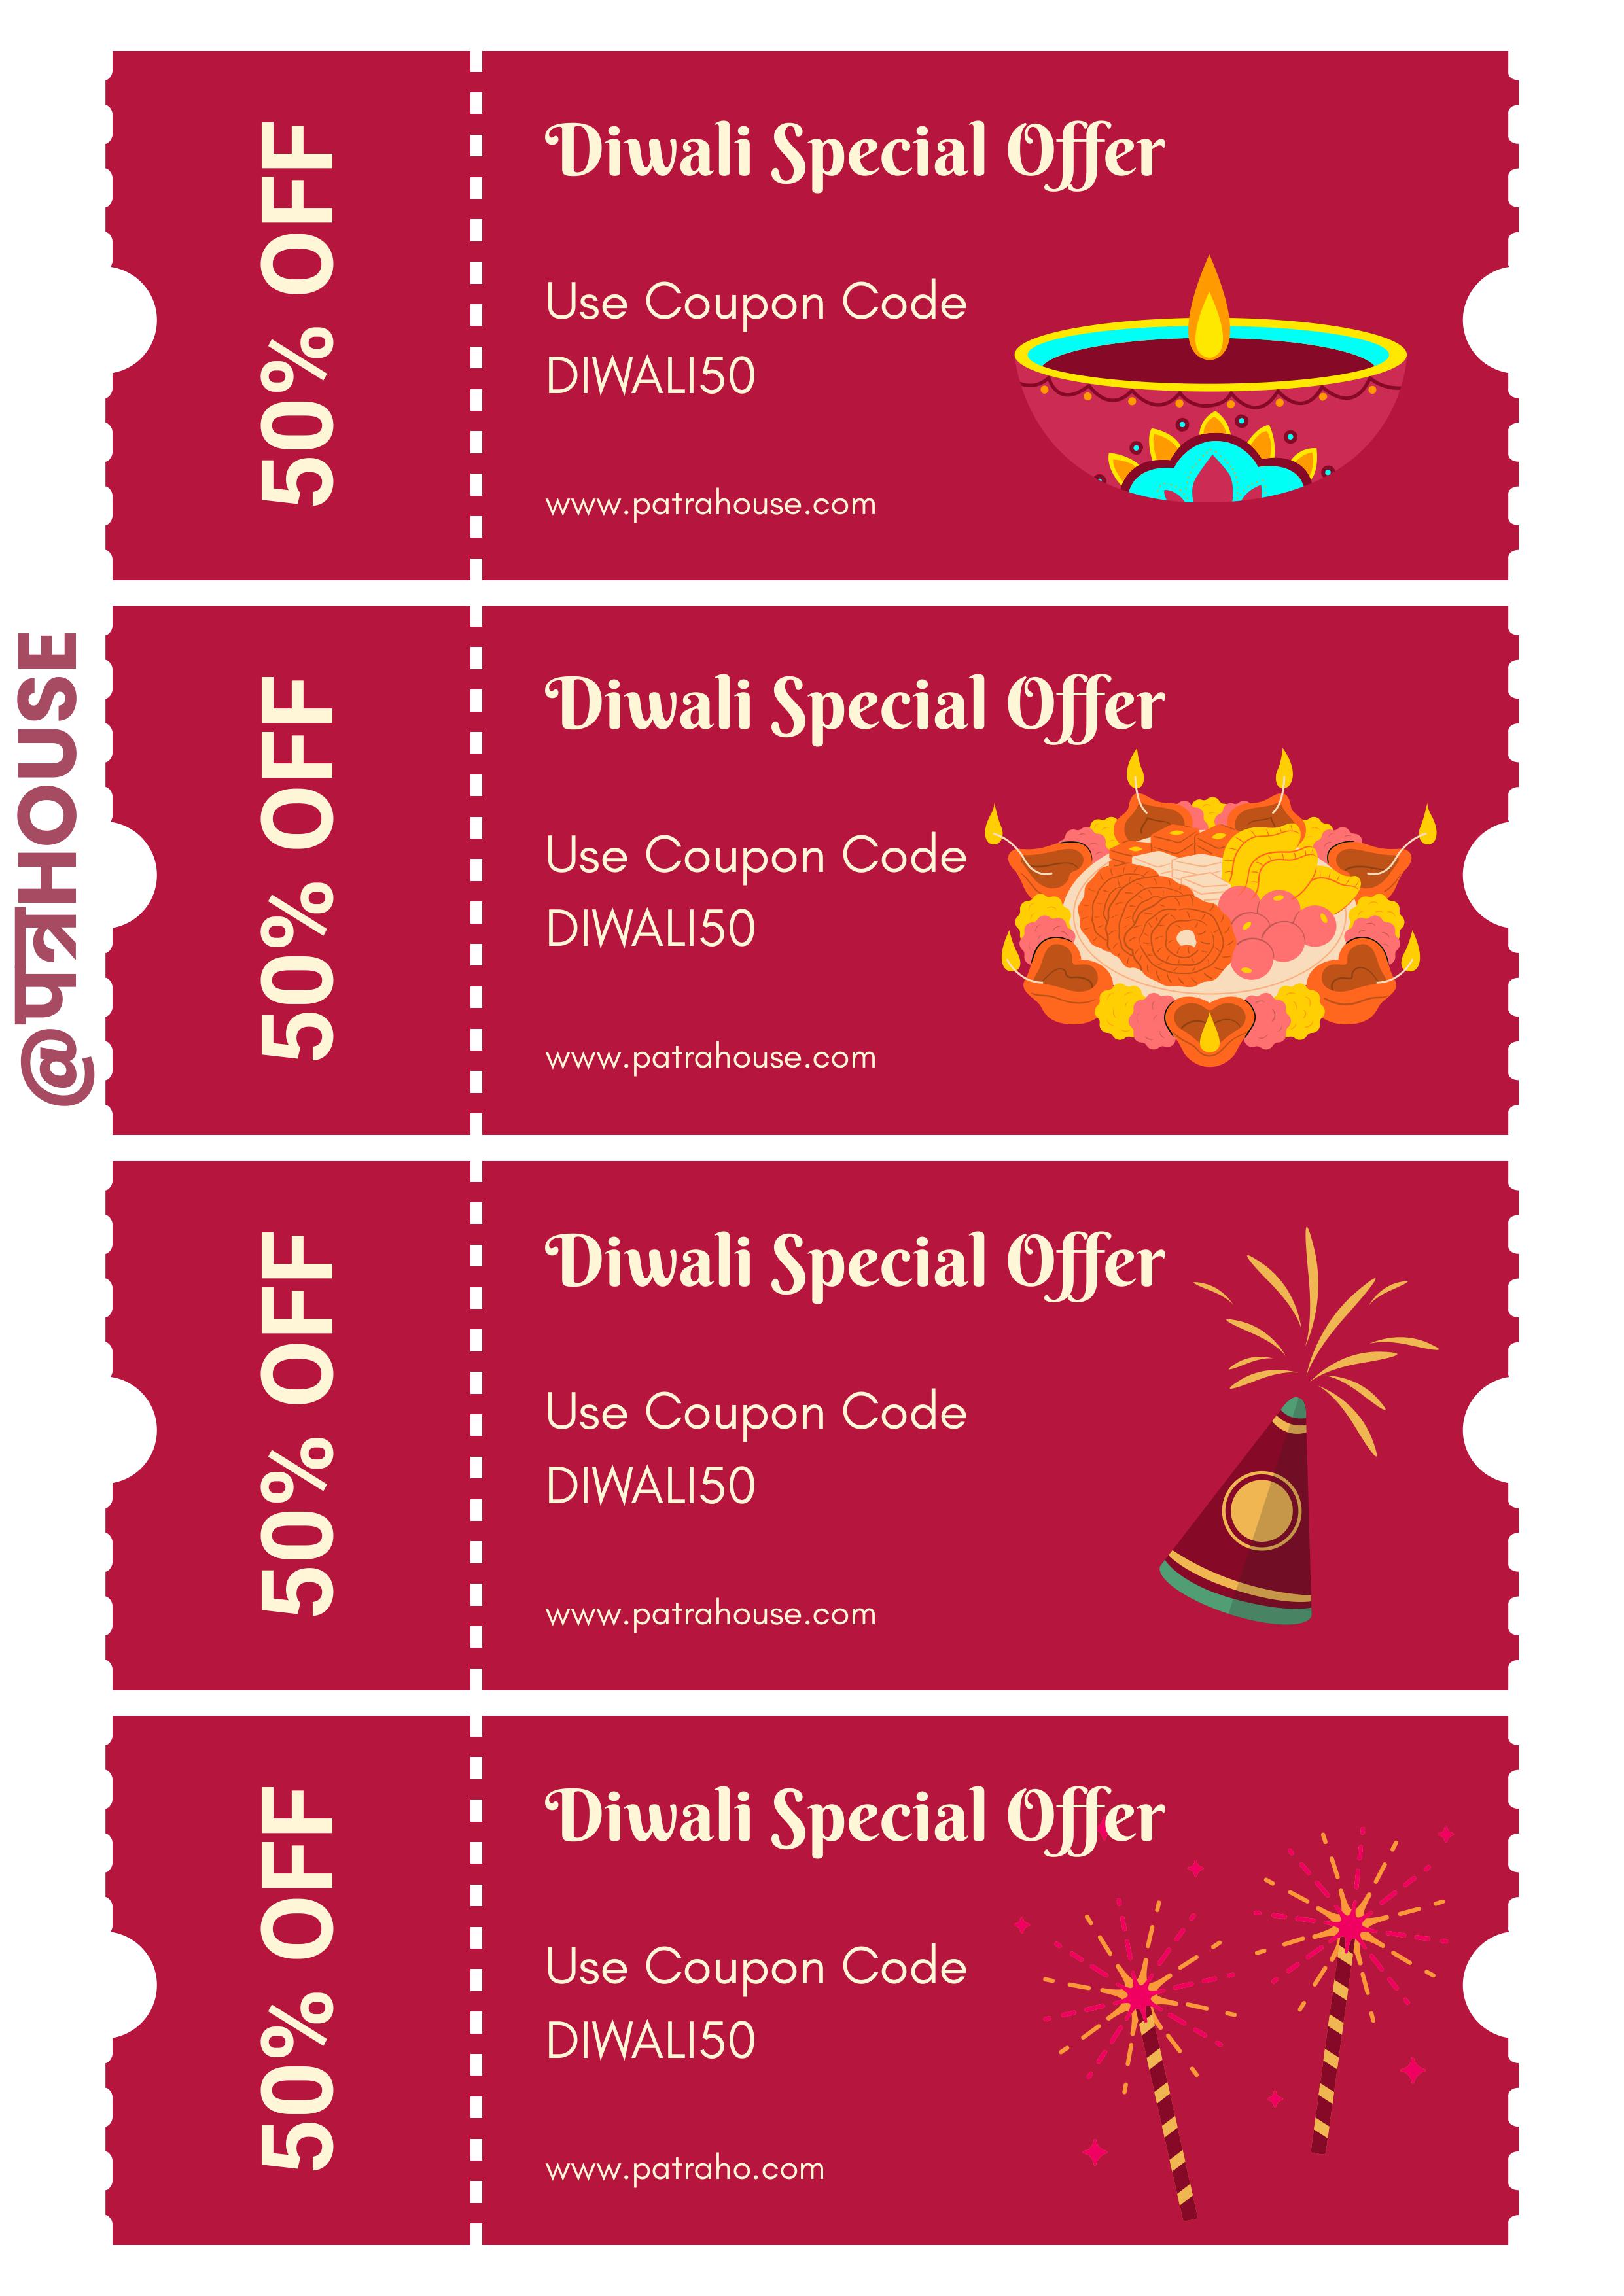 50% OFF
Diwali Special Offer
Use Coupon Code
DIWALI50
www.patrahouse.com
@पत्रHOUSE
50% OFF
Diwali Special Offer
Use Coupon Code
DIWALI50
www.patrahouse.com
50% OFF
Diwali Special Offer
Use Coupon Code
DIWALI50
www.patrahouse.com
50% OFF
Diwali Special Offer
Use Coupon Code
DIWALI50
www.patraho.com